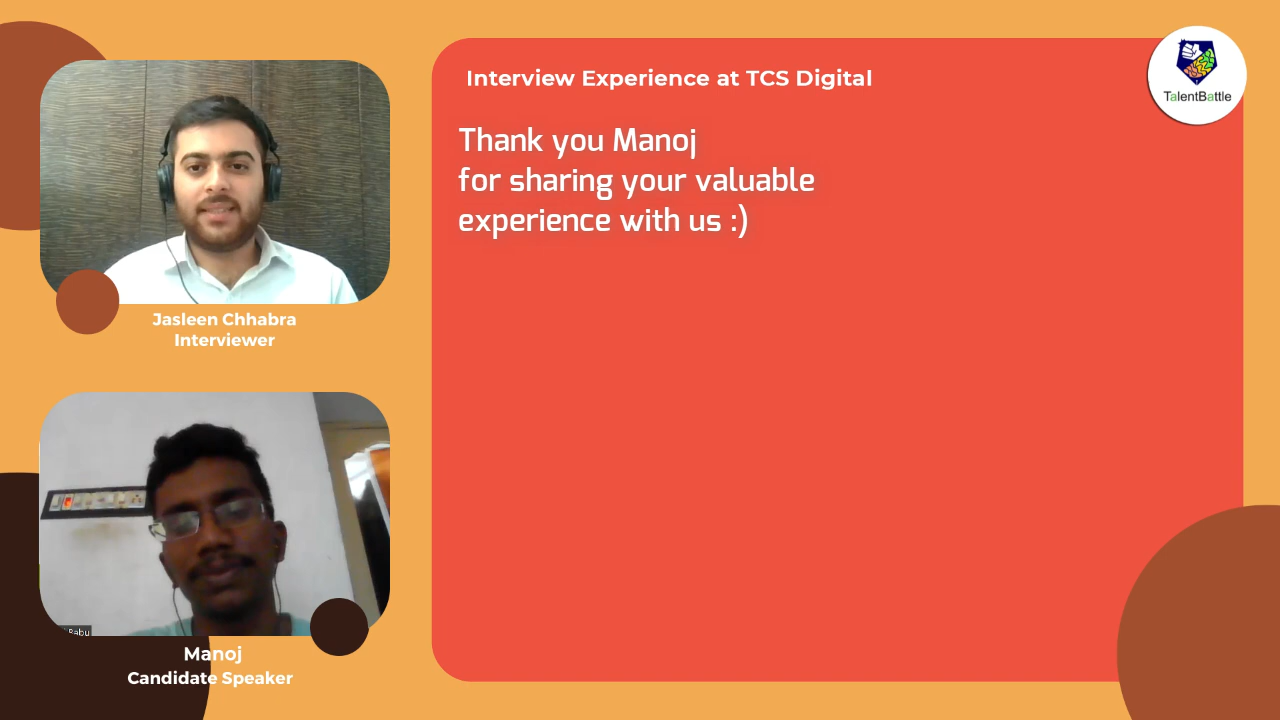 Interview Experience at TCS Digital
TalentBattle
Thank you Manoj
for sharing your valuable
experience with us :)
Jasleen Chhabra
Interviewer
Babu
Manoj
Candidate Speaker